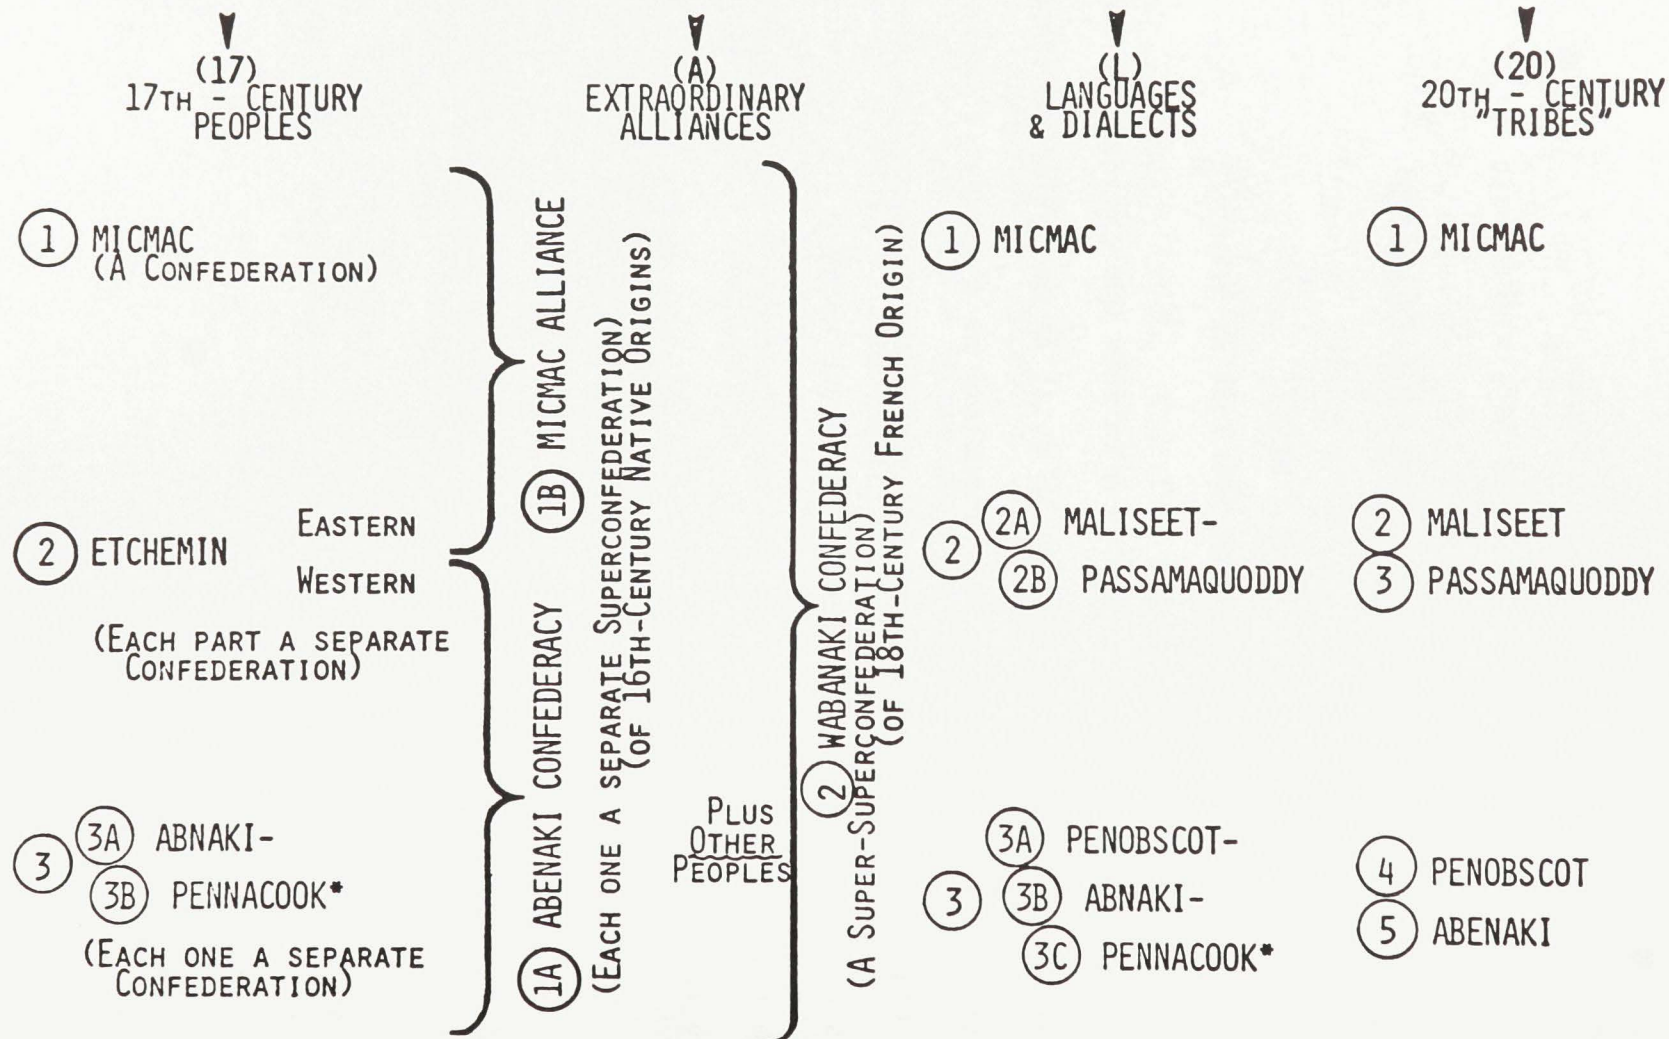 (17)
17TH - CENTURY
PEOPLES
1 MICMAC
(A CONFEDERATION)
2 ETCHEMIN
EASTERN
WESTERN
(EACH PART A SEPARATE
CONFEDERATION)
3
3A ABNAKI-
3B PENNACOOK*
(EACH ONE A SEPARATE
CONFEDERATION)
(A)
EXTRAORDINARY
ALLIANCES
1B MICMAC ALLIANCE
1A ABENAKI CONFEDERACY
(EACH ONE A SEPARATE SUPERCONFEDERATION)
(OF 16TH-CENTURY NATIVE ORIGINS)
PLUS
OTHER
PEOPLES
2 WABANAKI CONFEDERACY
(A SUPER-SUPERCONFEDERATION)
(OF 18TH-CENTURY FRENCH ORIGIN)
(L)
LANGUAGES
& DIALECTS
1 MICMAC
2
2A MALISEET-
2B PASSAMAQUODDY
3
3A PENOBSCOT-
3B ABNAKI-
3C PENNACOOK*
(20)
20TH - CENTURY
"TRIBES"
1 MICMAC
2 MALISEET
3 PASSAMAQUODDY
4 PENOBSCOT
5 ABENAKI